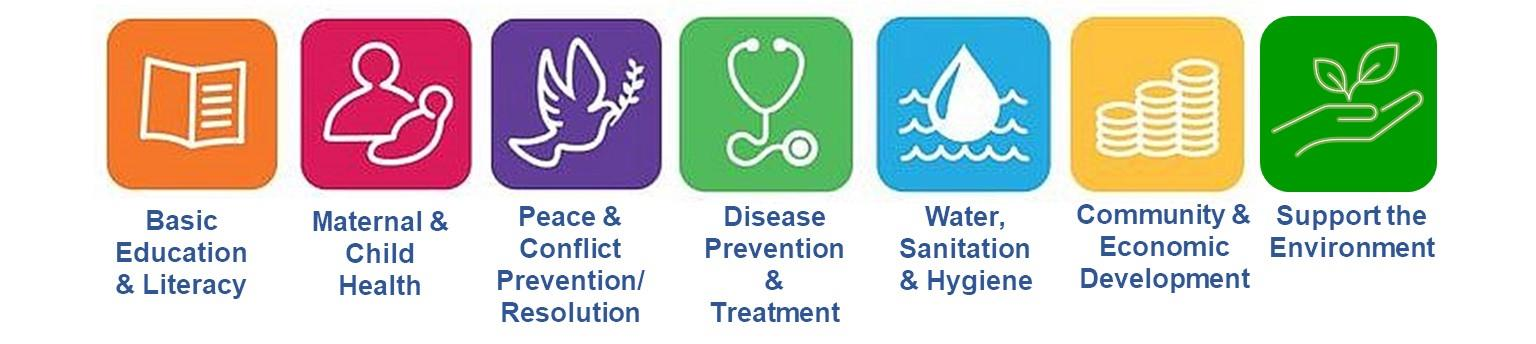 Basic
Education
& Literacy
Maternal &
Child
Health
Peace &
Conflict
Prevention/
Resolution
Disease
Prevention
&
Treatment
Water,
Sanitation
& Hygiene
Community &
Economic
Development
Support the
Environment